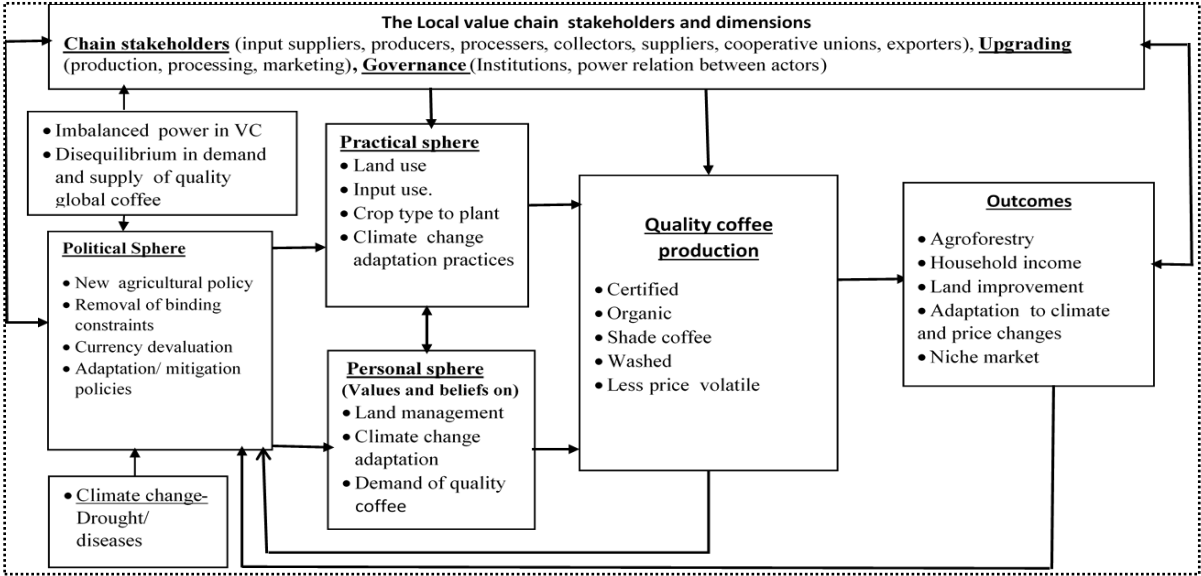 The Local value chain stakeholders and dimensions
Chain stakeholders (input suppliers, producers, processers, collectors, suppliers, cooperative unions, exporters), Upgrading
(production, processing, marketing), Governance (Institutions, power relation between actors)
• Imbalanced power in VC
• Disequilibrium in demand
and supply of quality
global coffee
Political Sphere
• New agricultural policy
• Removal of binding
constraints
• Currency devaluation
• Adaptation/ mitigation
policies
• Climate change-
Drought/
diseases
Practical sphere
• Land use
• Input use.
• Crop type to plant
• Climate change
adaptation practices
Personal sphere
(Values and beliefs on)
• Land management
• Climate change
adaptation
• Demand of quality
coffee
Quality coffee
production
• Certified
• Organic
• Shade coffee
• Washed
• Less price volatile
Outcomes
• Agroforestry
• Household income
• Land improvement
• Adaptation to climate
and price changes
• Niche market